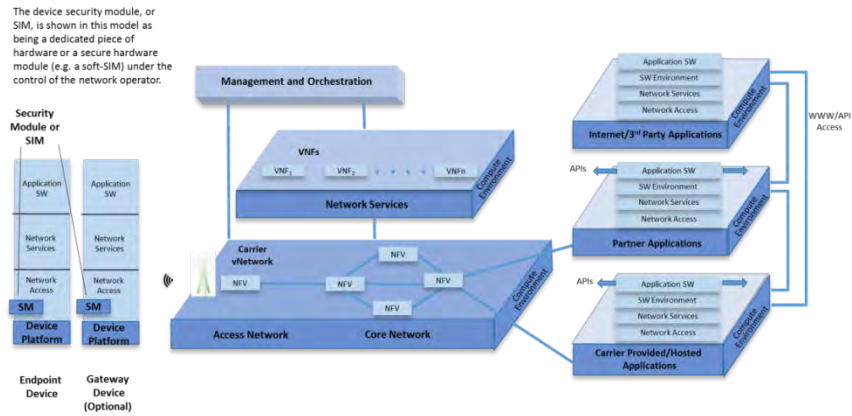 The device security module, or
SIM, is shown in this model as
being a dedicated piece of
hardware or a secure hardware
module (e.g. a soft-SIM) under the
control of the network operator.
Security
Module or
SIM
Application
SW
Network
Services
Network
Access
SM
Device
Platform
Endpoint
Device
Application
SW
Network
Services
Network
Access
SM
Device
Platform
Gateway
Device
(Optional)
Management and Orchestration
VNFs
VNF1
VNF2
VNFn
Network Services
Compute
Environment
Carrier
vNetwork
NFV
NFV
NFV
NFV
NFV
Access Network
Core Network
Compute
Environment
Application SW
SW Environment
Network Services
Network Access
Internet/3rd Party Applications
Compute
Environment
WWW/API
Access
APIs
Application SW
SW Environment
Network Services
Network Access
Partner Applications
Compute
Environment
APIs
Application SW
SW Environment
Network Services
Network Access
Carrier Provided/Hosted
Applications
Compute
Environment